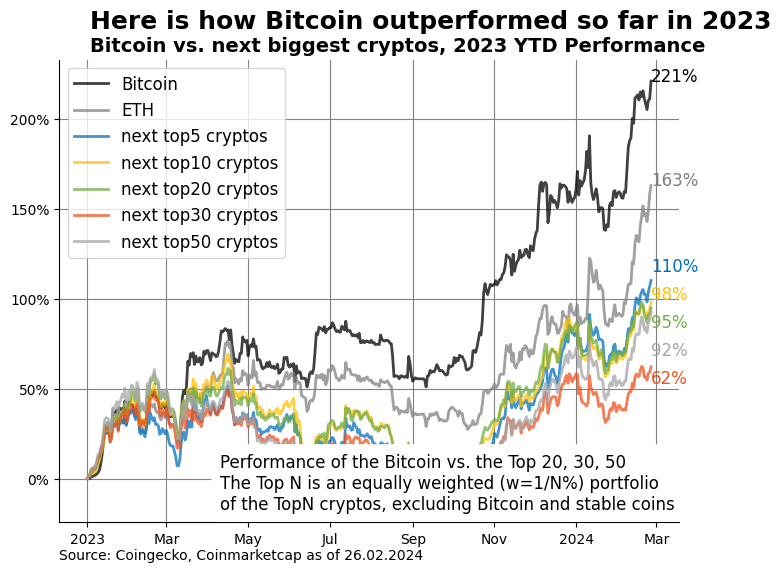 Here is how Bitcoin outperformed so far in 2023
Bitcoin vs. next biggest cryptos, 2023 YTD Performance
Bitcoin
ETH
next top5 cryptos
next top10 cryptos
next top20 cryptos
next top30 cryptos
next top50 cryptos
221%
200%
163%
150%
110%
100%
98%
95%
92%
62%
50%
0%
Performance of the Bitcoin vs. the Top 20, 30, 50
The Top N is an equally weighted (w=1/N%) portfolio
of the TopN cryptos, excluding Bitcoin and stable coins
2023 Mar May Jul Sep Nov 2024 Mar
Source: Coingecko, Coinmarketcap as of 26.02.2024